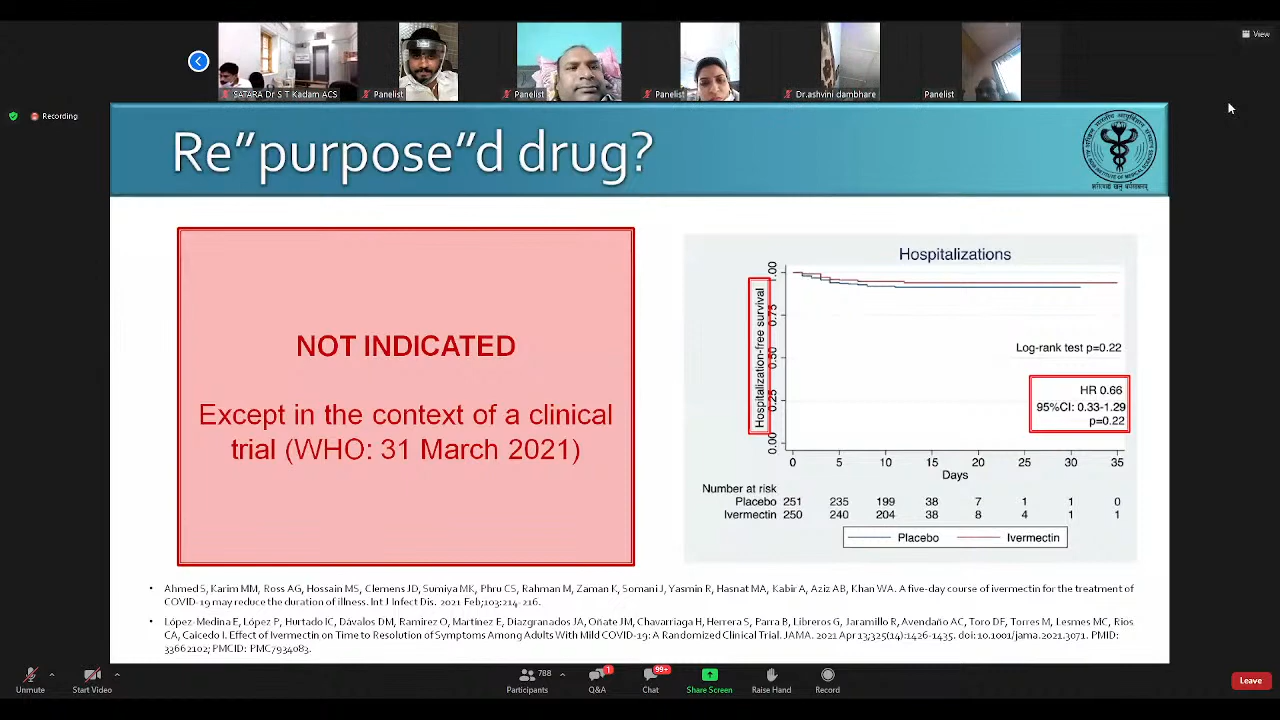 View
SATARA Dr S T Kadam ACS
Panelist
Panelist
Panelist
Dr.ashvini dambhare
Panelist
Recording
Re"purpose"d drug?
NOT INDICATED
Except in the context of a clinical
trial (WHO: 31 March 2021)
Hospitalizations
Hospitalization-free survival
1.00
0.75
0.50
0.25
0.00
Log-rank test p=0.22
HR 0.66
95%CI: 0.33-1.29
p=0.22
0 5 10 15 20 25 30 35
Days
Number at risk
Placebo 251 235 199 38 7 1 1 0
Ivermectin 250 240 204 38 8 4 1 1
Placebo Ivermectin
• Ahmed S, Karim MM, Ross AG, Hossain MS, Clemens JD, Sumiya MK, Phru CS, Rahman M, Zaman K, Somani J, Yasmin R, Hasnat MA, Kabir A, Aziz AB, Khan WA. A five-day course of ivermectin for the treatment of
COVID-19 may reduce the duration of illness. Int J Infect Dis. 2021 Feb;103:214-216.
• López-Medina E, López P, Hurtado IC, Dávalos DM, Ramirez O, Martínez E, Díazgranados JA, Oñate JM, Chavarriaga H, Herrera S, Parra B, Libreros G, Jaramillo R, Avendaño AC, Toro DF, Torres M, Lesmes MC, Rios
CA, Caicedo I. Effect of Ivermectin on Time to Resolution of Symptoms Among Adults With Mild COVID-19: A Randomized Clinical Trial. JAMA. 2021 Apr 13;325(14):1426-1435. doi: 10.1001/jama.2021.3071. PMID:
33662102; PMCID: PMC7934083.
788
1
99+
Unmute
Start Video
Participants
Q&A
Chat
Share Screen
Raise Hand
Record
Leave